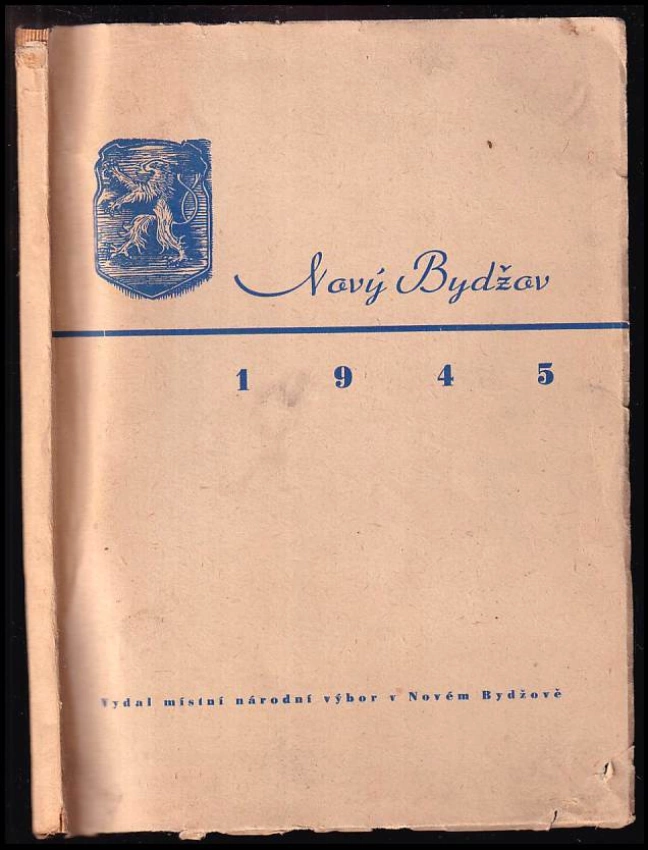 Nový Bydžov
1 9 4 5
Vydal místní národní výbor v Novém Bydžově